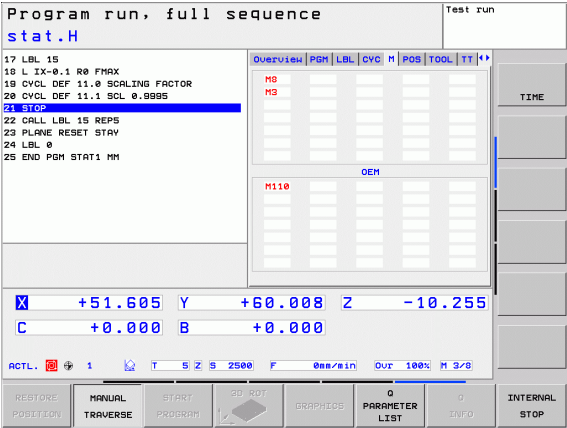 Program run, full sequence
Test run
stat.H
17 LBL 15
18 L IX-0.1 R0 FMAX
19 CYCL DEF 11.0 SCALING FACTOR
20 CYCL DEF 11.1 SCL 0.9995
21 STOP
22 CALL LBL 15 REP5
23 PLANE RESET STAY
24 LBL 0
25 END PGM STAT1 MM
Overview PGM LBL CYC M POS TOOL TT
M8
M3
OEM
M110
TIME
X +51.605 Y +60.008 Z -10.255
C +0.000 B +0.000
ACTL. 1 T 5 Z S 2500 F 0mm/min Ovr 100% M 3/8
RESTORE POSITION
MANUAL TRAVERSE
START PROGRAM
3D ROT
GRAPHICS
Q PARAMETER LIST
Q INFO
INTERNAL STOP